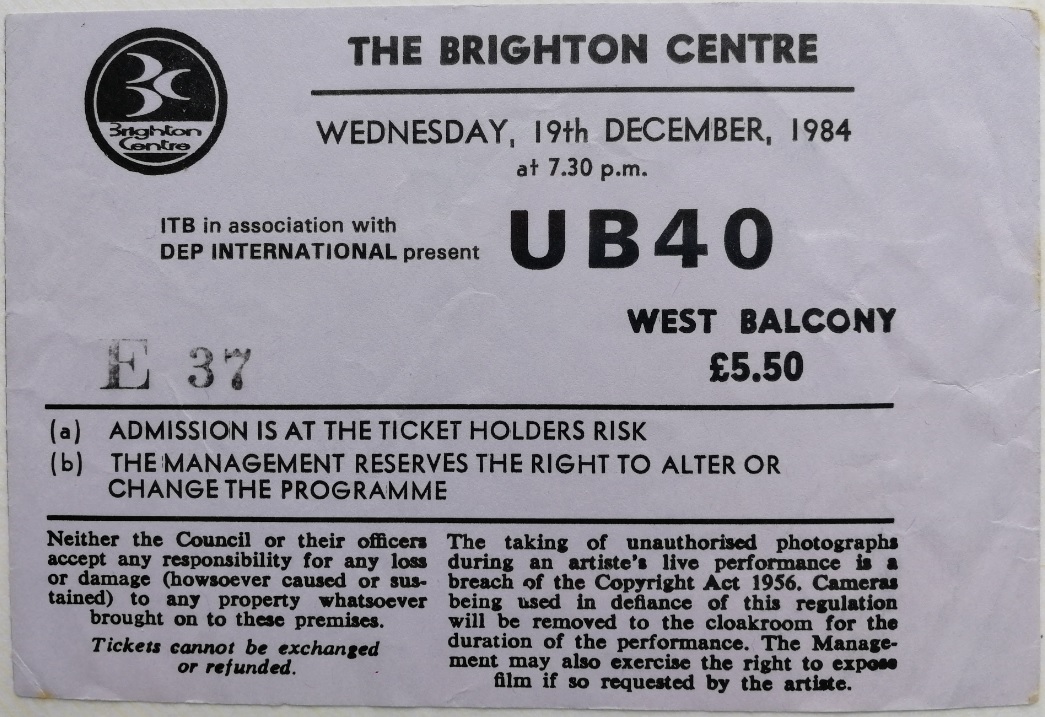 THE BRIGHTON CENTRE
Brighton
Centre
WEDNESDAY, 19th DECEMBER, 1984
at 7.30 p.m.
ITB in association with
DEP INTERNATIONAL present
UB40
WEST BALCONY
£5.50
E 37
(a) ADMISSION IS AT THE TICKET HOLDERS RISK
(b) THE MANAGEMENT RESERVES THE RIGHT TO ALTER OR
CHANGE THE PROGRAMME
Neither the Council or their officers
accept any responsibility for any loss
or damage (howsoever caused or sus-
tained) to any property whatsoever
brought on to these premises.
Tickets cannot be exchanged
or refunded.
The taking of unauthorised photographs
during an artiste's live performance is a
breach of the Copyright Act 1956. Cameras
being used in defiance of this regulation
will be removed to the cloakroom for the
duration of the performance. The Manage-
ment may also exercise the right to expose
film if so requested by the artiste.